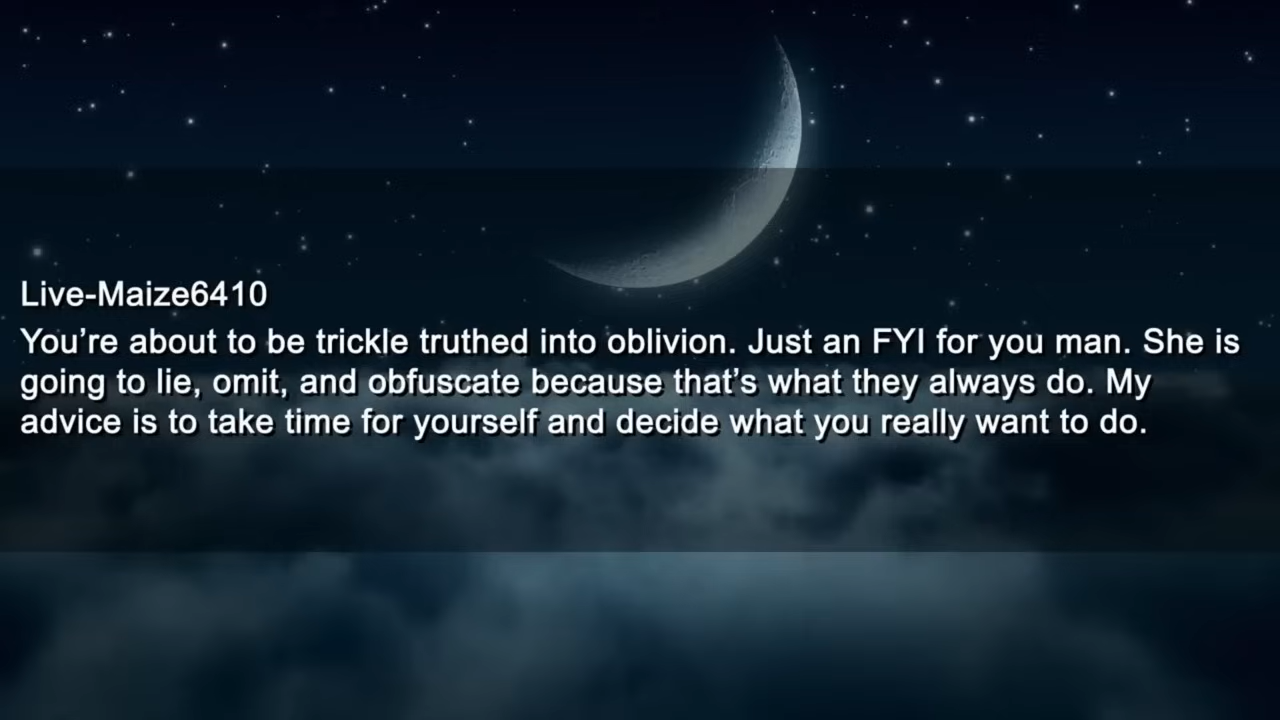 Live-Maize6410
You’re about to be trickle truthed into oblivion. Just an FYI for you man. She is
going to lie, omit, and obfuscate because that’s what they always do. My
advice is to take time for yourself and decide what you really want to do.